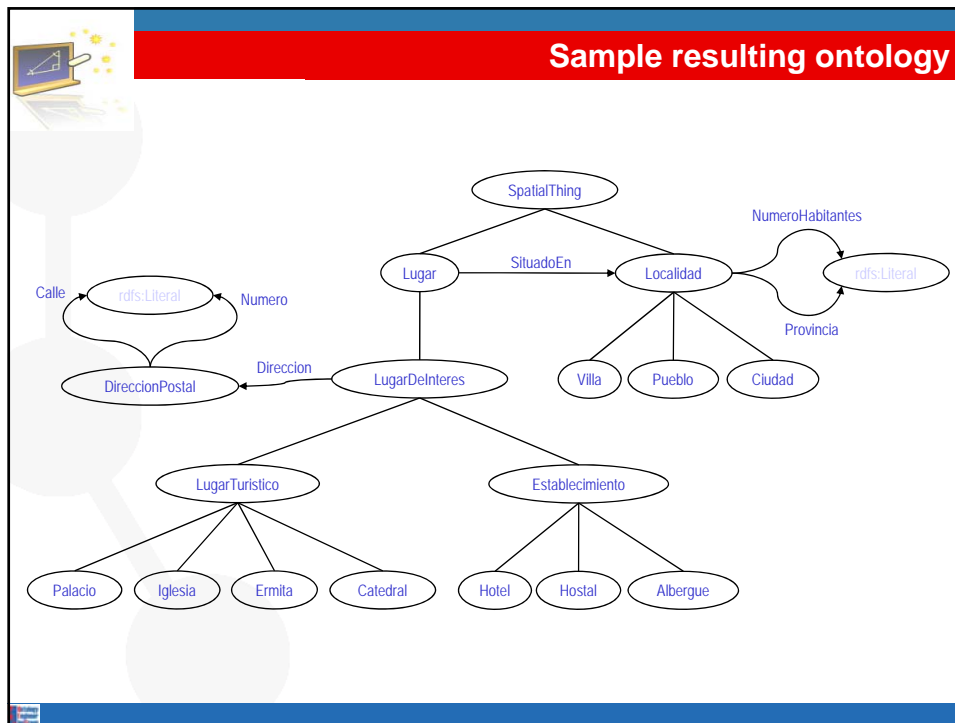 Sample resulting ontology
SpatialThing
NumeroHabitantes
Lugar
SituadoEn
Localidad
rdfs:Literal
Calle
rdfs:Literal
Numero
Provincia
Direccion
DireccionPostal
LugarDeInteres
Villa
Pueblo
Ciudad
LugarTuristico
Establecimiento
Palacio
Iglesia
Ermita
Catedral
Hotel
Hostal
Albergue